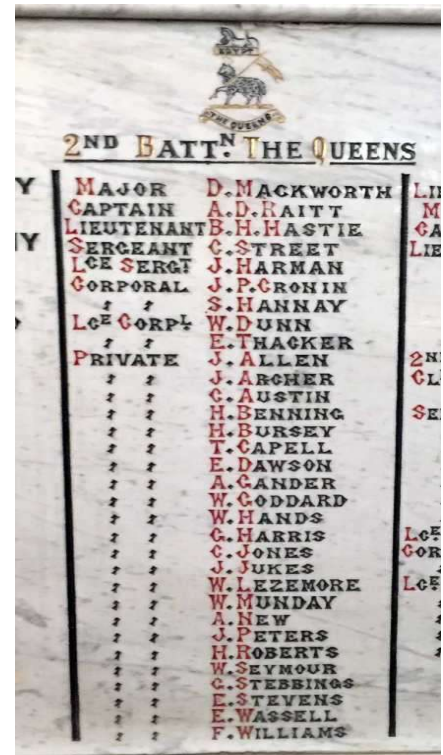 EGYPT
THE QUEENS
2ND BATTN. THE QUEENS
MAJOR D. MACKWORTH
CAPTAIN A. D. RAITT
LIEUTENANT B. H. HASTIE
SERGEANT C. STREET
LCE SERGT J. HARMAN
CORPORAL J. P. CRONIN
" " S. HANNAY
LCE CORPL W. DUNN
" " E. THACKER
PRIVATE J. ALLEN
" " J. ARCHER
" " C. AUSTIN
" " H. BENNING
" " H. BURSEY
" " T. CAPELL
" " E. DAWSON
" " A. GANDER
" " W. GODDARD
" " W. HANDS
" " G. HARRIS
" " C. JONES
" " J. JUKES
" " W. LEZEMORE
" " W. MUNDAY
" " A. NEW
" " J. PETERS
" " H. ROBERTS
" " W. SEYMOUR
" " G. STEBBINGS
" " E. STEVENS
" " E. WASSELL
" " F. WILLIAMS